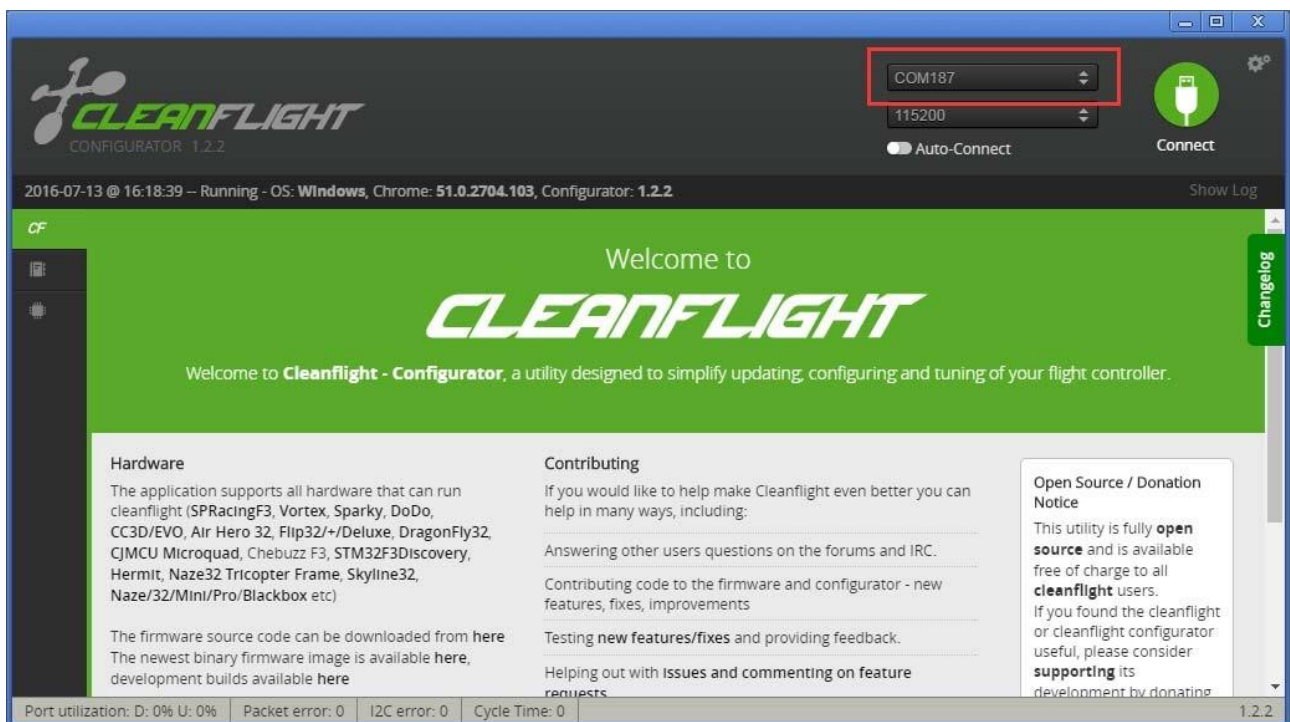 CLEANFLIGHT
CONFIGURATOR 1.2.2
COM187
115200
Auto-Connect
Connect
2016-07-13 @ 16:18:39 -- Running - OS: Windows, Chrome: 51.0.2704.103, Configurator: 1.2.2
Show Log
CF
Changelog
Welcome to
CLEANFLIGHT
Welcome to Cleanflight - Configurator, a utility designed to simplify updating, configuring and tuning of your flight controller.
Hardware
The application supports all hardware that can run
cleanflight (SPRacingF3, Vortex, Sparky, DoDo,
CC3D/EVO, Air Hero 32, Flip32/+/Deluxe, DragonFly32,
CJMCU Microquad, Chebuzz F3, STM32F3Discovery,
Hermit, Naze32 Tricopter Frame, Skyline32,
Naze/32/Mini/Pro/Blackbox etc)
The firmware source code can be downloaded from here
The newest binary firmware image is available here,
development builds available here
Contributing
If you would like to help make Cleanflight even better you can
help in many ways, including:
Answering other users questions on the forums and IRC.
Contributing code to the firmware and configurator - new
features, fixes, improvements
Testing new features/fixes and providing feedback.
Helping out with issues and commenting on feature
requests
Open Source / Donation
Notice
This utility is fully open
source and is available
free of charge to all
cleanflight users.
If you found the cleanflight
or cleanflight configurator
useful, please consider
supporting its
development by donating
Port utilization: D: 0% U: 0%
Packet error: 0
I2C error: 0
Cycle Time: 0
1.2.2